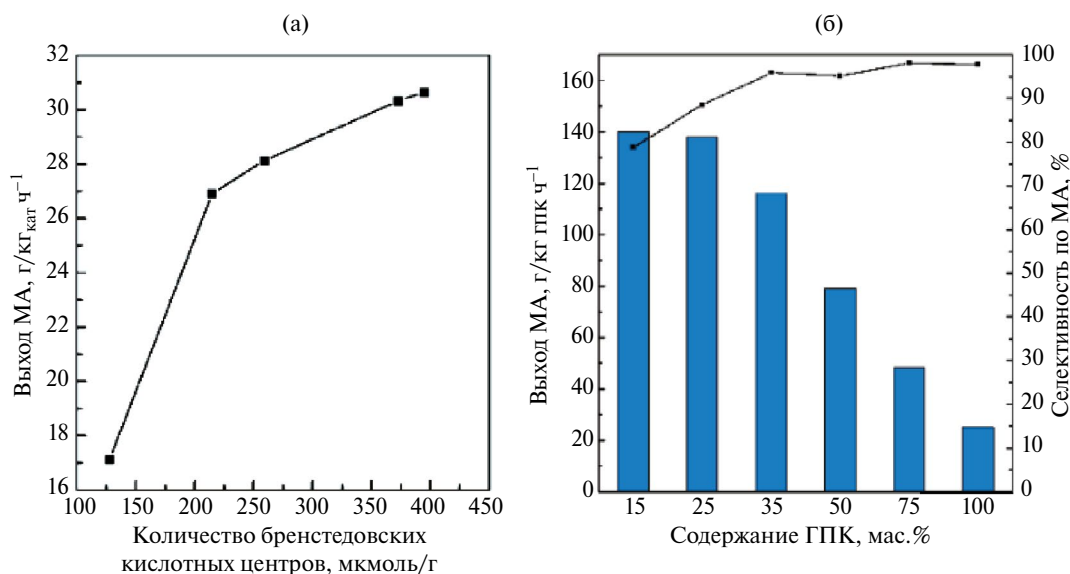 (а)
Выход МА, г/кгкат ч−1
32
30
28
26
24
22
20
18
16
100 150 200 250 300 350 400 450
Количество бренстедовских
кислотных центров, мкмоль/г
(б)
Выход МА, г/кг гпк ч−1
160
140
120
100
80
60
40
20
0
15 25 35 50 75 100
Содержание ГПК, мас.%
100
90
80
70
60
50
40
30
20
10
0
Селективность по МА, %